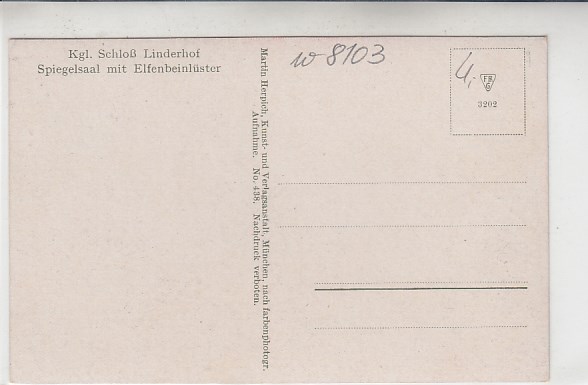 Kgl. Schloß Linderhof
Spiegelsaal mit Elfenbeinlüster
Martin Herpich, Kunst- und Verlagsanstalt, München, nach farbenphotogr.
Aufnahme. No. 438. Nachdruck verboten.
w 8103
4,
F H
G
3202